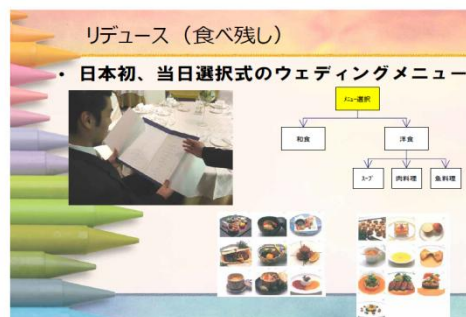 リデュース（食べ残し）
・日本初、当日選択式のウェディングメニュー
メニュー選択
和食
洋食
スープ
肉料理
魚料理